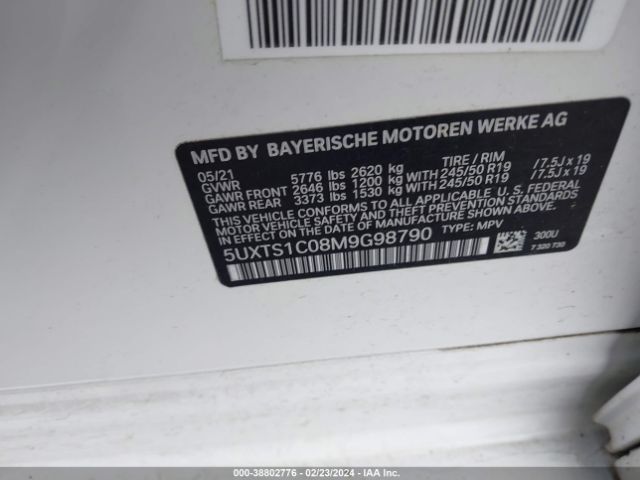 MFD BY BAYERISCHE MOTOREN WERKE AG
05/21 TIRE / RIM
GVWR 5776 lbs 2620 kg
GAWR FRONT 2646 lbs 1200 kg WITH 245/50 R19 /7.5J x 19
GAWR REAR 3373 lbs 1530 kg WITH 245/50 R19 /7.5J x 19
THIS VEHICLE CONFORMS TO ALL APPLICABLE U.S. FEDERAL
MOTOR VEHICLE SAFETY STANDARDS IN
EFFECT ON THE DATE OF MANUFACTURE SHOWN ABOVE.
5UXTS1C08M9G98790 TYPE: MPV
300U
7 320 730
000-38802776 - 02/23/2024 - IAA Inc.